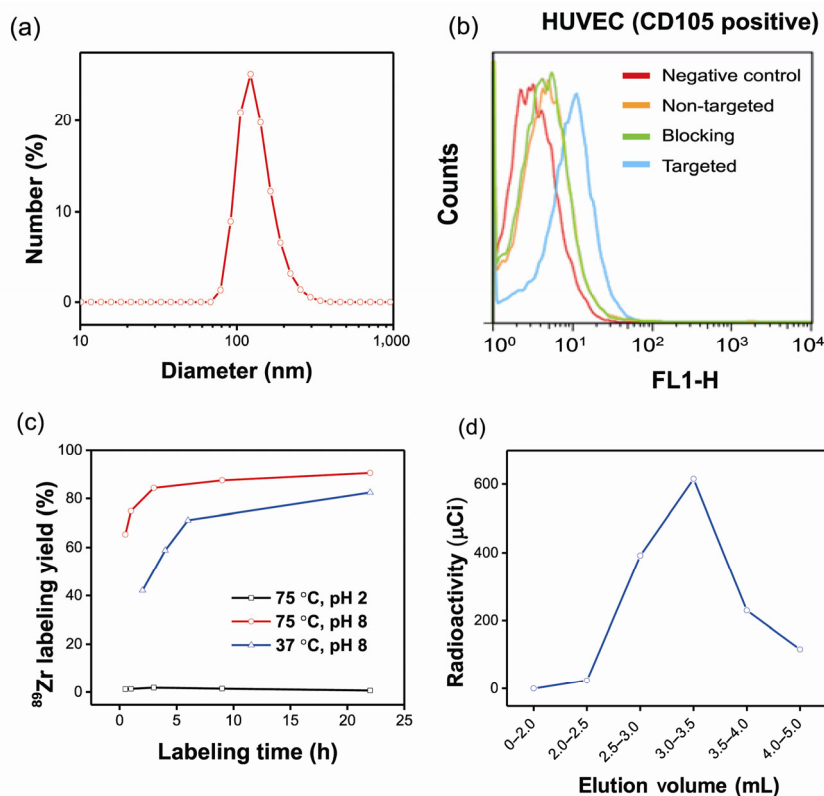 (a)
20
10
0
Number (%)
10
100
1,000
Diameter (nm)
(b)
HUVEC (CD105 positive)
Negative control
Non-targeted
Blocking
Targeted
Counts
10⁰
10¹
10²
10³
10⁴
FL1-H
(c)
100
80
60
40
20
0
⁸⁹Zr labeling yield (%)
75 °C, pH 2
75 °C, pH 8
37 °C, pH 8
0
5
10
15
20
25
Labeling time (h)
(d)
600
400
200
0
Radioactivity (μCi)
0–2.0
2.0–2.5
2.5–3.0
3.0–3.5
3.5–4.0
4.0–5.0
Elution volume (mL)